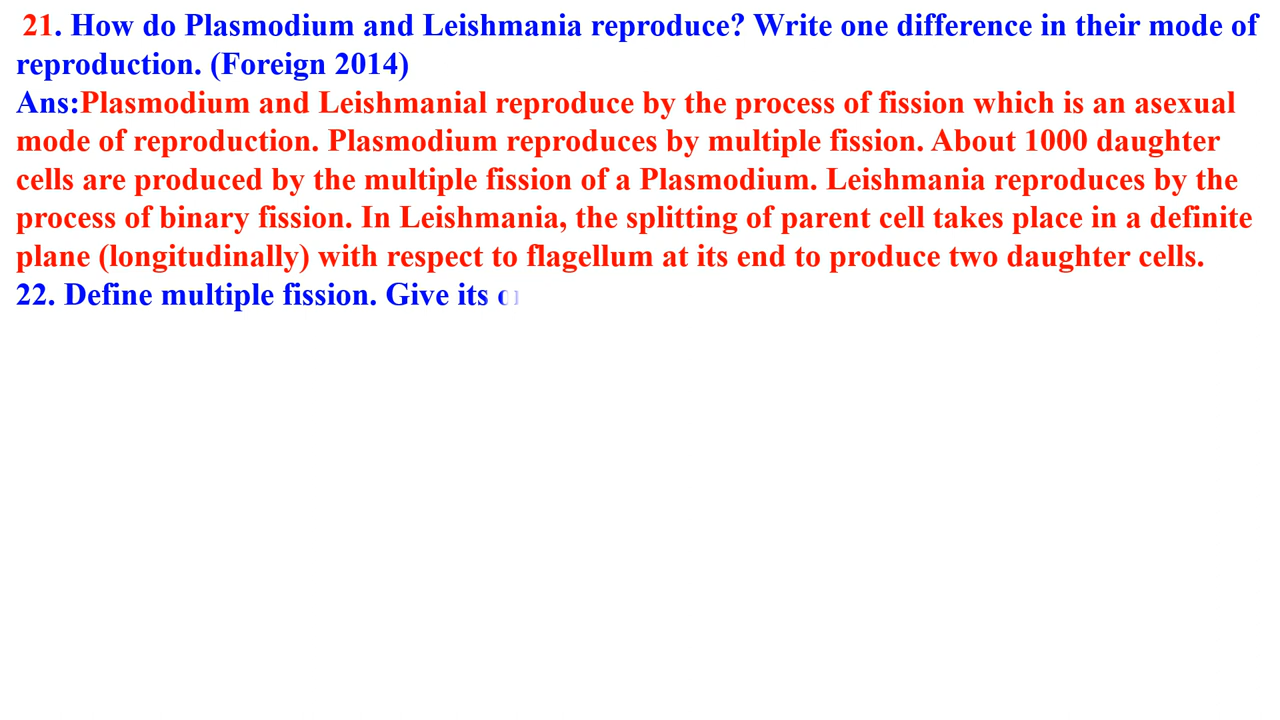 21. How do Plasmodium and Leishmania reproduce? Write one difference in their mode of
reproduction. (Foreign 2014)
Ans:Plasmodium and Leishmanial reproduce by the process of fission which is an asexual
mode of reproduction. Plasmodium reproduces by multiple fission. About 1000 daughter
cells are produced by the multiple fission of a Plasmodium. Leishmania reproduces by the
process of binary fission. In Leishmania, the splitting of parent cell takes place in a definite
plane (longitudinally) with respect to flagellum at its end to produce two daughter cells.
22. Define multiple fission. Give its